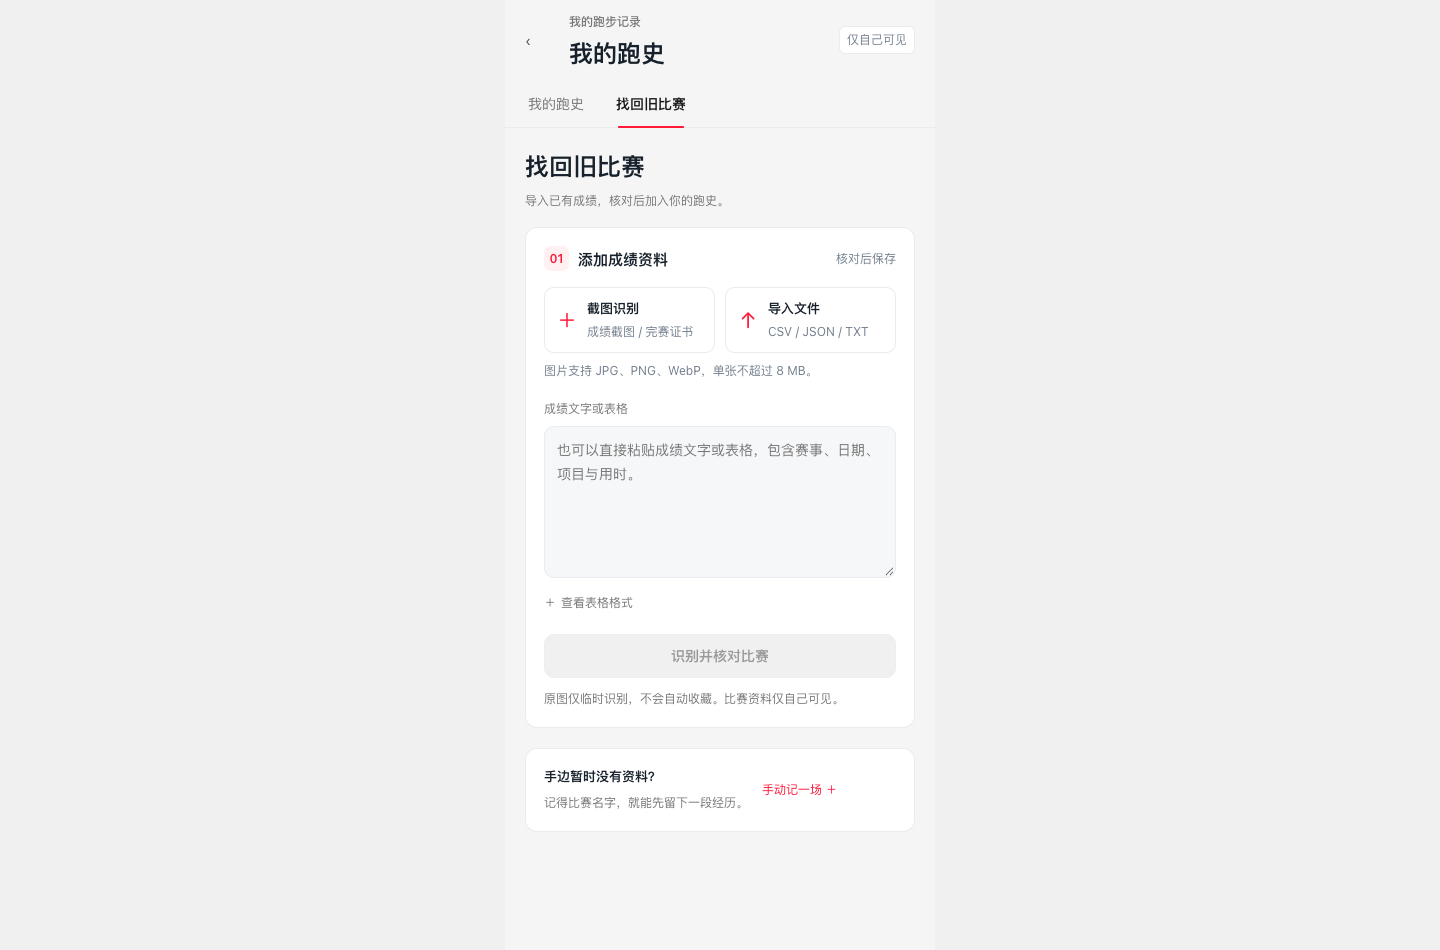 我的跑步记录
‹
我的跑史
仅自己可见
我的跑史
找回旧比赛
找回旧比赛
导入已有成绩，核对后加入你的跑史。
01
添加成绩资料
核对后保存
截图识别
成绩截图 / 完赛证书
导入文件
CSV / JSON / TXT
图片支持 JPG、PNG、WebP，单张不超过 8 MB。
成绩文字或表格
也可以直接粘贴成绩文字或表格，包含赛事、日期、
项目与用时。
＋ 查看表格格式
识别并核对比赛
原图仅临时识别，不会自动收藏。比赛资料仅自己可见。
手边暂时没有资料？
记得比赛名字，就能先留下一段经历。
手动记一场 ＋